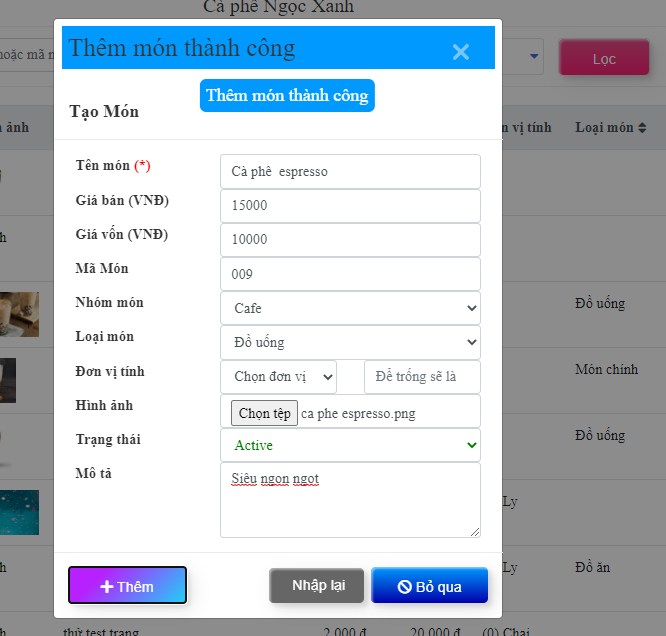 Cà phê Ngọc Xanh
Thêm món thành công
hoặc mã m
Lọc
Thêm món thành công
Tạo Món
ảnh
vị tính
Loại món
Tên món (*)
Cà phê espresso
Giá bán (VNĐ)
15000
Giá vốn (VNĐ)
10000
Mã Món
009
Nhóm món
Cafe
Đồ uống
Loại món
Đồ uống
Đơn vị tính
Chọn đơn vị
Để trống sẽ là
Món chính
Hình ảnh
Chọn tệp
ca phe espresso.png
Trạng thái
Active
Đồ uống
Mô tả
Siêu ngon ngọt
Ly
Ly
Đồ ăn
Thêm
Nhập lại
Bỏ qua
thử test trang
2,000 đ
20,000 đ
(0) Chai